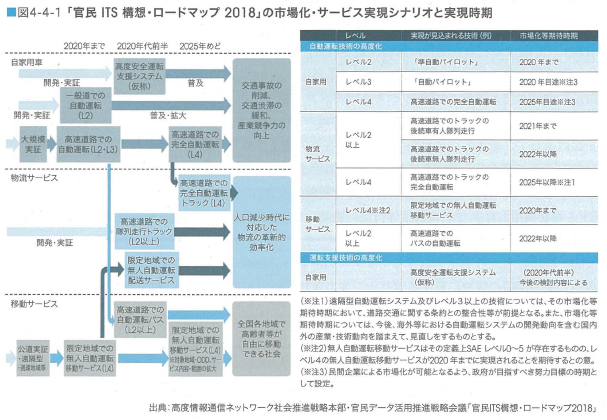 ■図4-4-1 「官民 ITS 構想・ロードマップ 2018」の市場化・サービス実現シナリオと実現時期
2020年まで
2020年代前半
2025年めど
自家用車
開発・実証
高度安全運転
支援システム
(仮称)
普及
開発・実証
一般道での
自動運転
(L2)
普及・拡大
大規模
実証
高速道路での
自動運転(L2-L3)
高速道路での
完全自動運転
(L4)
交通事故の
削減、
交通渋滞の
緩和、
産業競争力の
向上
物流サービス
高速道路での
完全自動運転
トラック(L4)
開発・実証
高速道路での
隊列走行トラック
(L2以上)
限定地域での
無人自動運転
配送サービス
人口減少時代に
対応した
物流の革新的
効率化
移動サービス
高速道路での
自動運転バス
(L2以上)
公道実証
限定地域での
無人自動運転
移動サービス(L4)
限定地域での
無人自動運転
移動サービス(L4)
全国各地域で
高齢者等が
自由に移動
できる社会
レベル
実現が見込まれる技術(例)
市場化等期待時期
自動運転技術の高度化
自家用
レベル2
「準自動パイロット」
2020年まで
レベル3
「自動パイロット」
2020年目途※注3
レベル4
高速道路での完全自動運転
2025年目途※注3
物流
サービス
レベル2
以上
高速道路でのトラックの
後続車有人隊列走行
2021年まで
高速道路でのトラックの
後続車無人隊列走行
2022年以降
レベル4
高速道路でのトラックの
完全自動運転
2025年以降※注1
移動
サービス
レベル4※注2
限定地域での無人自動運転
移動サービス
2020年まで
レベル2
以上
高速道路での
バスの自動運転
2022年以降
運転支援技術の高度化
自家用
高度安全運転支援システム
(仮称)
(2020年代前半)
今後の検討内容による
(※注1) 遠隔型自動運転システム及びレベル3以上の技術については、その市場化等
期待時期において、道路交通に関する条約との整合性等が前提となる。また、市場化等
期待時期については、今後、海外等における自動運転システムの開発動向を含む国内
外の産業・技術動向を踏まえて、見直しをするものとする。
(※注2) 無人自動運転移動サービスはその定義上SAE レベル0〜5 が存在するものの、レ
ベル4の無人自動運転移動サービスが2020年までに実現されることを期待するとの意。
(※注3) 民間企業による市場化が可能となるよう、政府が目指すべき努力目標の時期と
して設定。
出典：高度情報通信ネットワーク社会推進戦略本部・官民データ活用推進戦略会議「官民ITS構想・ロードマップ2018」